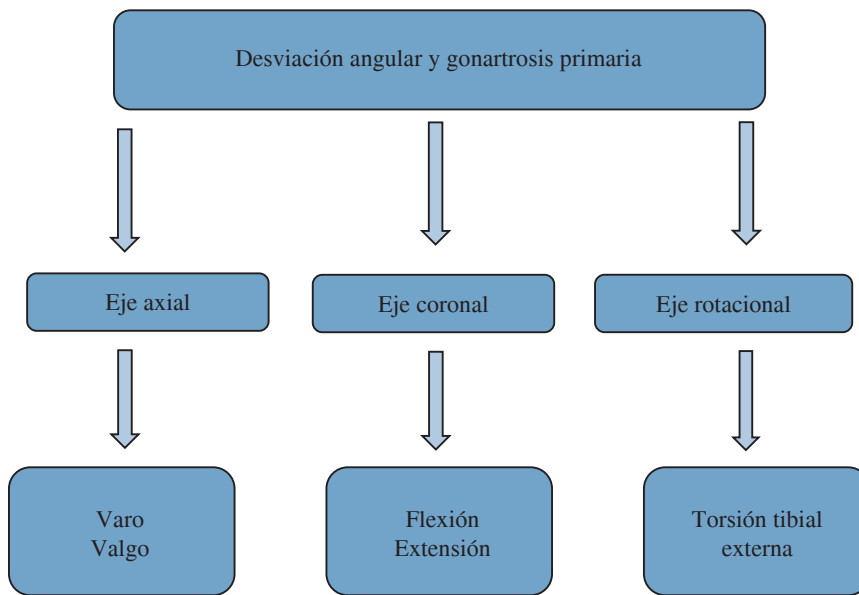 Desviación angular y gonartrosis primaria
Eje axial
Eje coronal
Eje rotacional
Varo
Valgo
Flexión
Extensión
Torsión tibial
externa